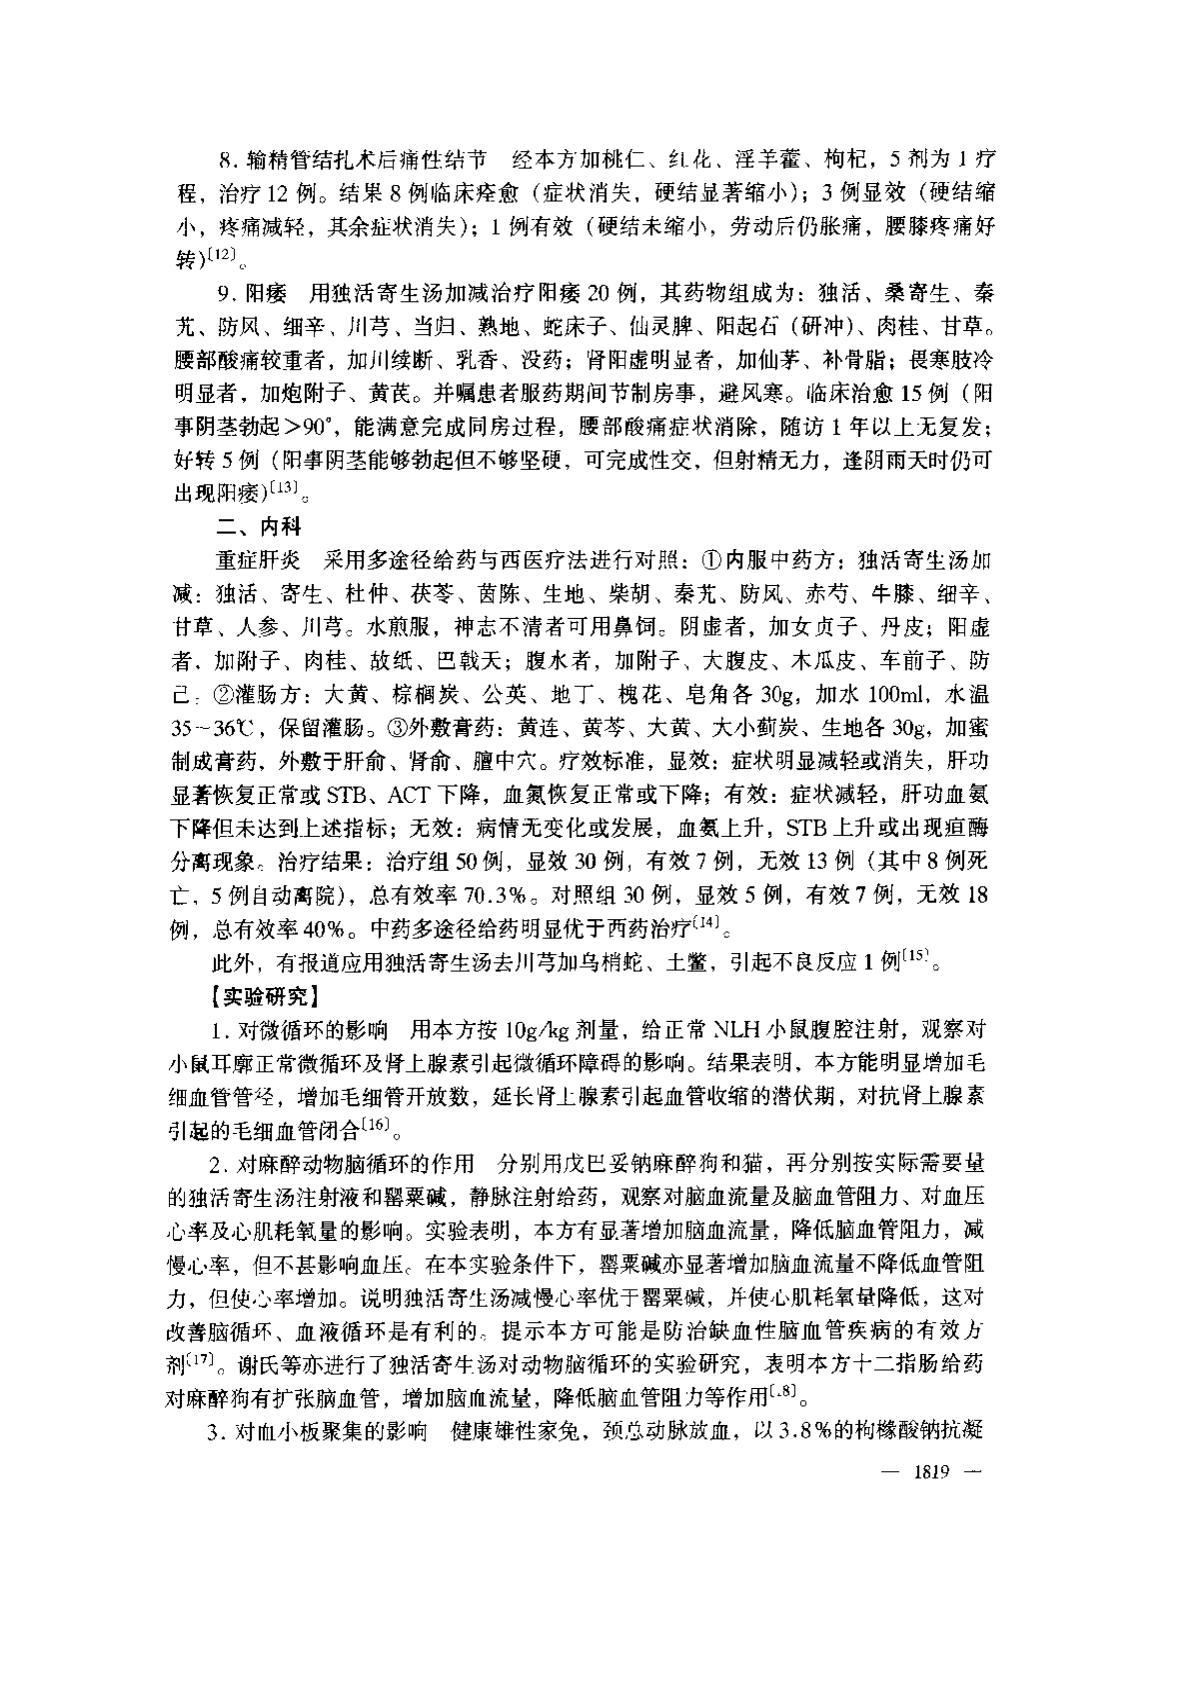 8. 输精管结扎术后痛性结节　经本方加桃仁、红花、淫羊藿、枸杞，5 剂为 1 疗
程，治疗 12 例。结果 8 例临床痊愈（症状消失，硬结显著缩小）；3 例显效（硬结缩
小，疼痛减轻，其余症状消失）；1 例有效（硬结未缩小，劳动后仍胀痛，腰膝疼痛好
转）〔12〕。
9. 阳痿　用独活寄生汤加减治疗阳痿 20 例，其药物组成为：独活、桑寄生、秦
艽、防风、细辛、川芎、当归、熟地、蛇床子、仙灵脾、阳起石（研冲）、肉桂、甘草。
腰部酸痛较重者，加川续断、乳香、没药；肾阳虚明显者，加仙茅、补骨脂；畏寒肢冷
明显者，加炮附子、黄芪。并嘱患者服药期间节制房事，避风寒。临床治愈 15 例（阳
事阴茎勃起＞90°，能满意完成同房过程，腰部酸痛症状消除，随访 1 年以上无复发；
好转 5 例（阳事阴茎能够勃起但不够坚硬，可完成性交，但射精无力，逢阴雨天时仍可
出现阳痿）〔13〕。
二、内科
重症肝炎　采用多途径给药与西医疗法进行对照：①内服中药方：独活寄生汤加
减：独活、寄生、杜仲、茯苓、茵陈、生地、柴胡、秦艽、防风、赤芍、牛膝、细辛、
甘草、人参、川芎。水煎服，神志不清者可用鼻饲。阴虚者，加女贞子、丹皮；阳虚
者，加附子、肉桂、故纸、巴戟天；腹水者，加附子、大腹皮、木瓜皮、车前子、防
己；②灌肠方：大黄、棕榈炭、公英、地丁、槐花、皂角各 30g，加水 100ml，水温
35～36℃，保留灌肠。③外敷膏药：黄连、黄芩、大黄、大小蓟炭、生地各 30g，加蜜
制成膏药，外敷于肝俞、肾俞、膻中穴。疗效标准，显效：症状明显减轻或消失，肝功
显著恢复正常或 STB、ACT 下降，血氨恢复正常或下降；有效：症状减轻，肝功血氨
下降但未达到上述指标；无效：病情无变化或发展，血氨上升，STB 上升或出现疸酶
分离现象。治疗结果：治疗组 50 例，显效 30 例，有效 7 例，无效 13 例（其中 8 例死
亡，5 例自动离院），总有效率 70.3%。对照组 30 例，显效 5 例，有效 7 例，无效 18
例，总有效率 40%。中药多途径给药明显优于西药治疗〔14〕。
此外，有报道应用独活寄生汤去川芎加乌梢蛇、土鳖，引起不良反应 1 例〔15〕。
【实验研究】
1. 对微循环的影响　用本方按 10g/kg 剂量，给正常 NLH 小鼠腹腔注射，观察对
小鼠耳廓正常微循环及肾上腺素引起微循环障碍的影响。结果表明，本方能明显增加毛
细血管管径，增加毛细管开放数，延长肾上腺素引起血管收缩的潜伏期，对抗肾上腺素
引起的毛细血管闭合〔16〕。
2. 对麻醉动物脑循环的作用　分别用戊巴妥钠麻醉狗和猫，再分别按实际需要量
的独活寄生汤注射液和罂粟碱，静脉注射给药，观察对脑血流量及脑血管阻力、对血压
心率及心肌耗氧量的影响。实验表明，本方有显著增加脑血流量，降低脑血管阻力，减
慢心率，但不甚影响血压。在本实验条件下，罂粟碱亦显著增加脑血流量不降低血管阻
力，但使心率增加。说明独活寄生汤减慢心率优于罂粟碱，并使心肌耗氧量降低，这对
改善脑循环、血液循环是有利的。提示本方可能是防治缺血性脑血管疾病的有效方
剂〔17〕。谢氏等亦进行了独活寄生汤对动物脑循环的实验研究，表明本方十二指肠给药
对麻醉狗有扩张脑血管，增加脑血流量，降低脑血管阻力等作用〔18〕。
3. 对血小板聚集的影响　健康雄性家兔，颈总动脉放血，以 3.8%的枸橼酸钠抗凝
— 1819 —